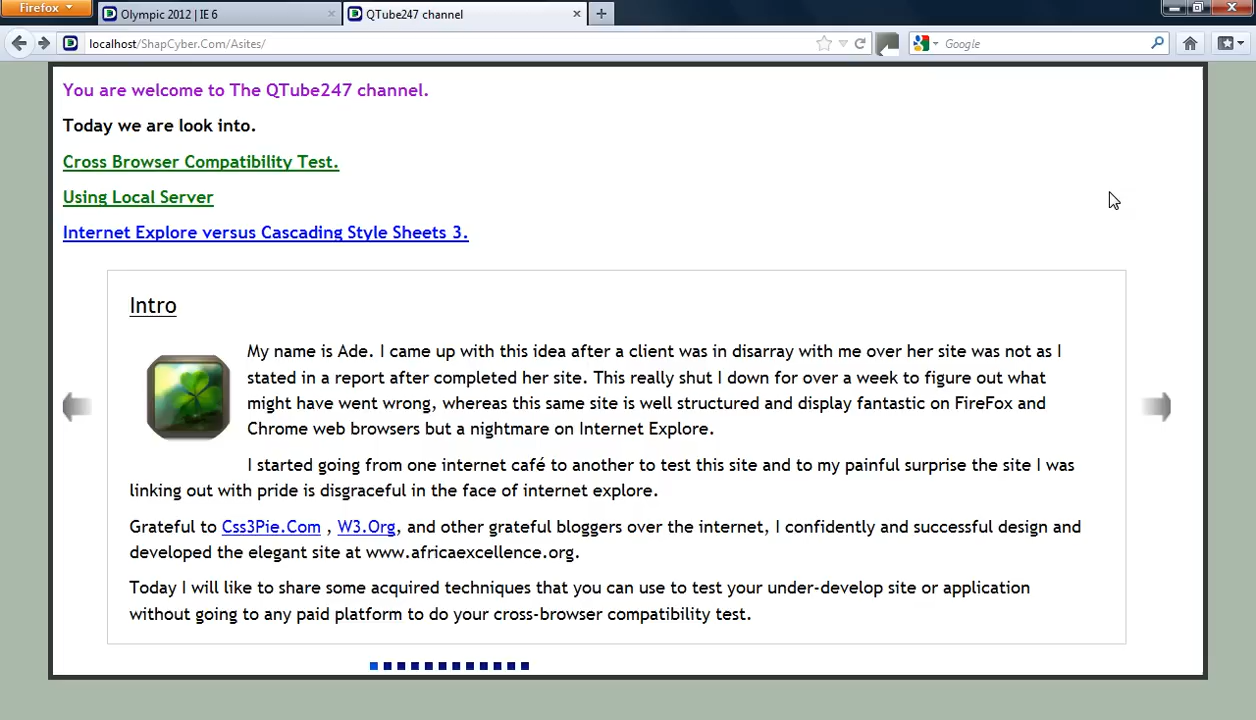 Firefox
Olympic 2012 | IE 6
QTube247 channel
localhost/ShapCyber.Com/Asites/
Google
You are welcome to The QTube247 channel.
Today we are look into.
Cross Browser Compatibility Test.
Using Local Server
Internet Explore versus Cascading Style Sheets 3.
Intro
My name is Ade. I came up with this idea after a client was in disarray with me over her site was not as I
stated in a report after completed her site. This really shut I down for over a week to figure out what
might have went wrong, whereas this same site is well structured and display fantastic on FireFox and
Chrome web browsers but a nightmare on Internet Explore.
I started going from one internet café to another to test this site and to my painful surprise the site I was
linking out with pride is disgraceful in the face of internet explore.
Grateful to Css3Pie.Com , W3.Org, and other grateful bloggers over the internet, I confidently and successful design and
developed the elegant site at www.africaexcellence.org.
Today I will like to share some acquired techniques that you can use to test your under-develop site or application
without going to any paid platform to do your cross-browser compatibility test.